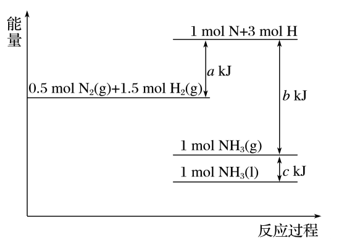 能量
1 mol N+3 mol H
a kJ
0.5 mol N₂(g)+1.5 mol H₂(g)
b kJ
1 mol NH₃(g)
1 mol NH₃(l)
c kJ
反应过程